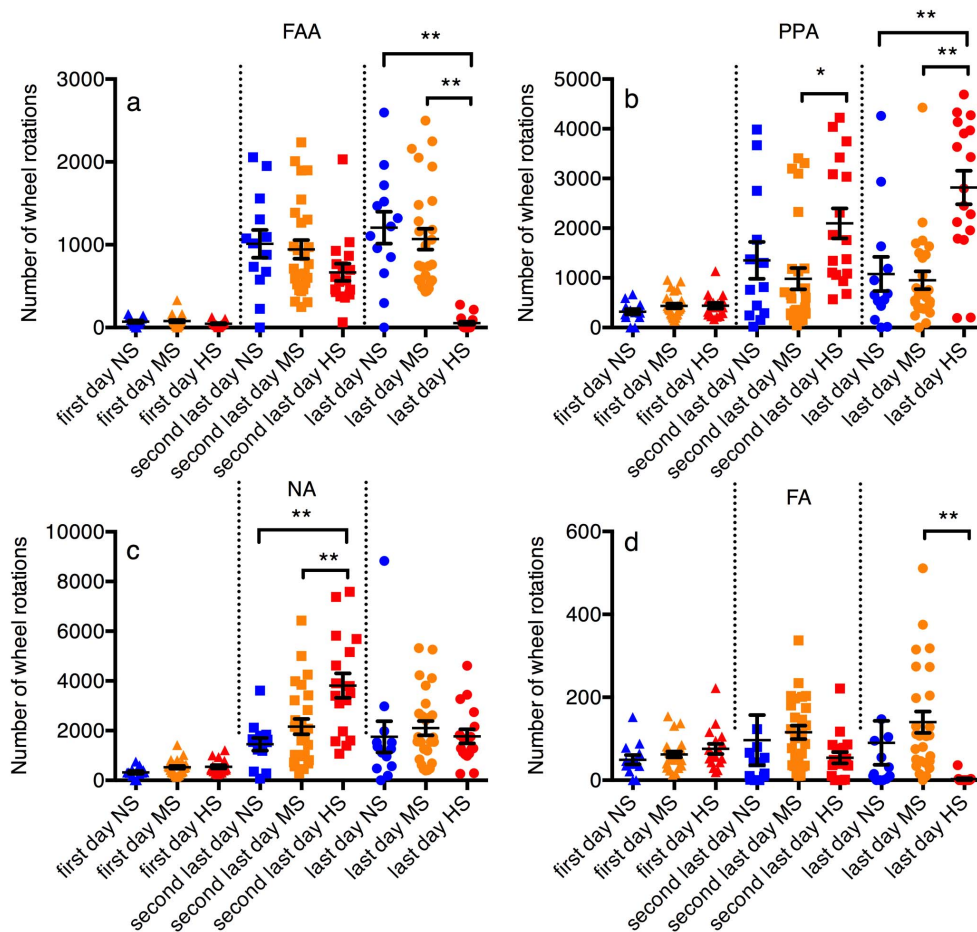 FAA
**
**
a
Number of wheel rotations
3000
2000
1000
0
first day NS
first day MS
first day HS
second last day NS
second last day MS
second last day HS
last day NS
last day MS
last day HS
PPA
**
**
*
b
Number of wheel rotations
5000
4000
3000
2000
1000
0
first day NS
first day MS
first day HS
second last day NS
second last day MS
second last day HS
last day NS
last day MS
last day HS
NA
**
**
c
Number of wheel rotations
10000
8000
6000
4000
2000
0
first day NS
first day MS
first day HS
second last day NS
second last day MS
second last day HS
last day NS
last day MS
last day HS
FA
**
d
Number of wheel rotations
600
400
200
0
first day NS
first day MS
first day HS
second last day NS
second last day MS
second last day HS
last day NS
last day MS
last day HS